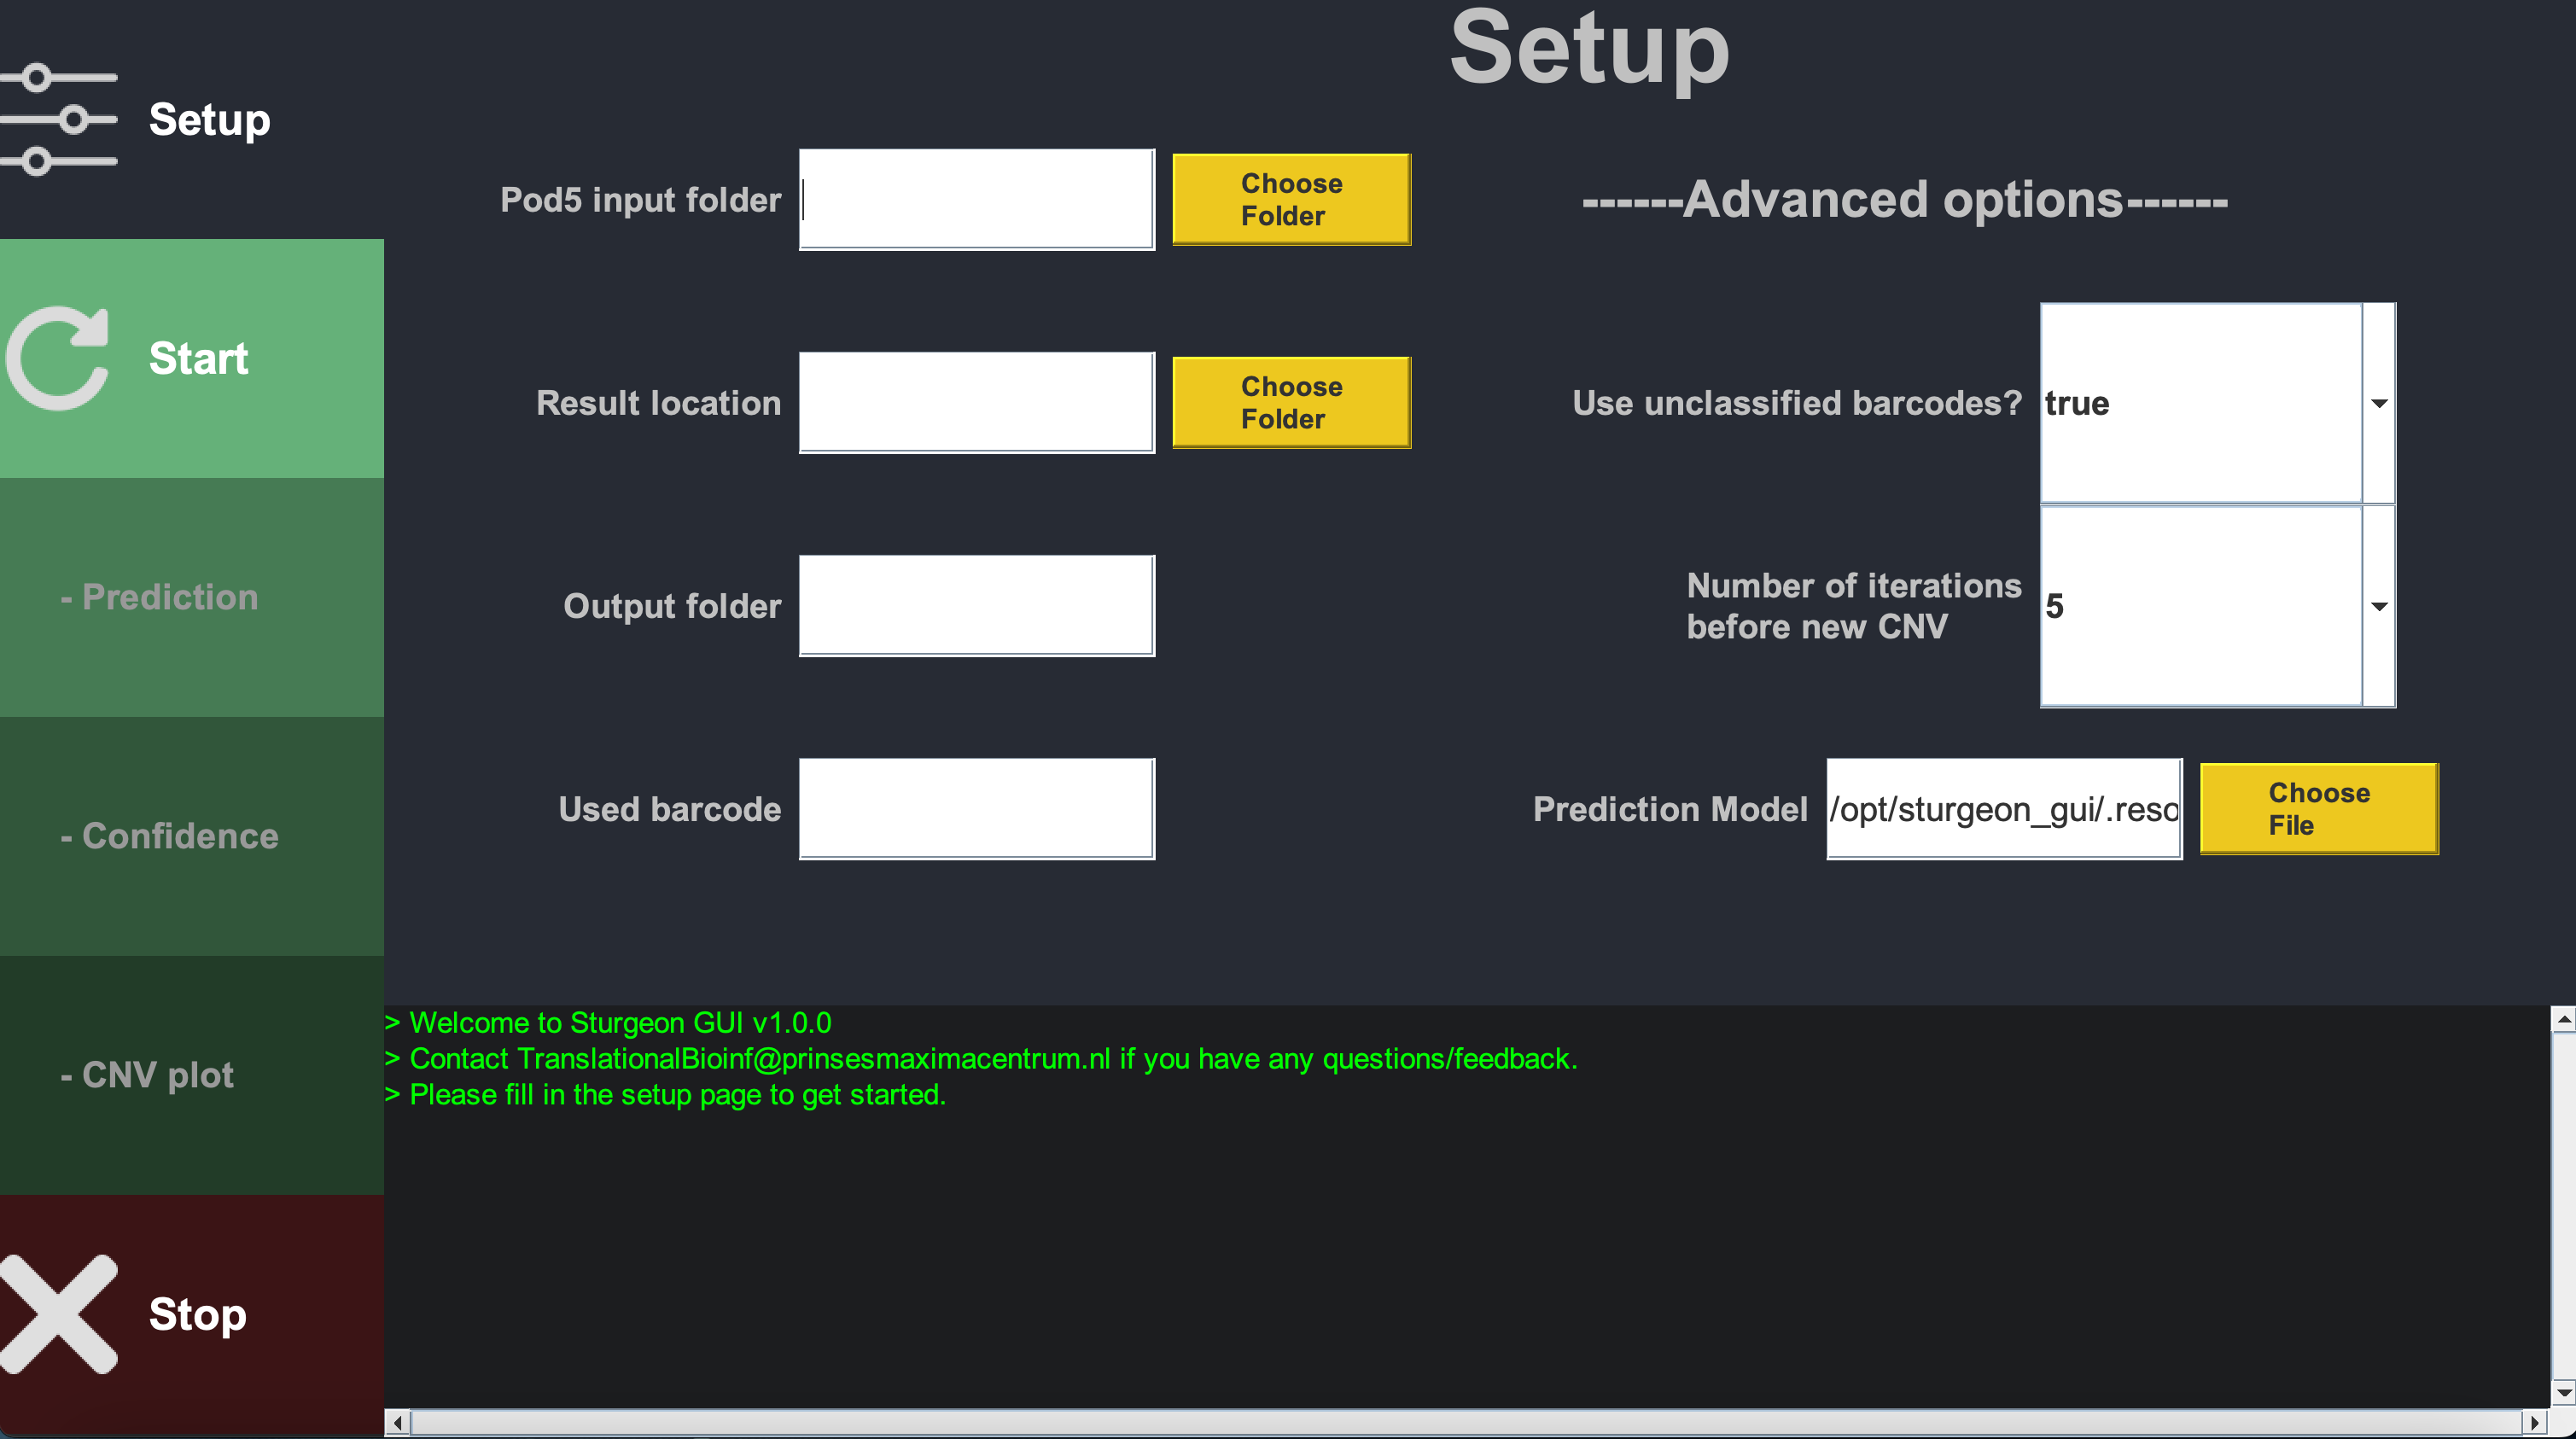 Setup
Setup
Start
- Prediction
- Confidence
- CNV plot
Stop
Pod5 input folder
Choose
Folder
Result location
Choose
Folder
Output folder
Used barcode
------Advanced options------
Use unclassified barcodes?
true
Number of iterations
before new CNV
5
Prediction Model
/opt/sturgeon_gui/.reso
Choose
File
> Welcome to Sturgeon GUI v1.0.0
> Contact TranslationalBioinf@prinsesmaximacentrum.nl if you have any questions/feedback.
> Please fill in the setup page to get started.